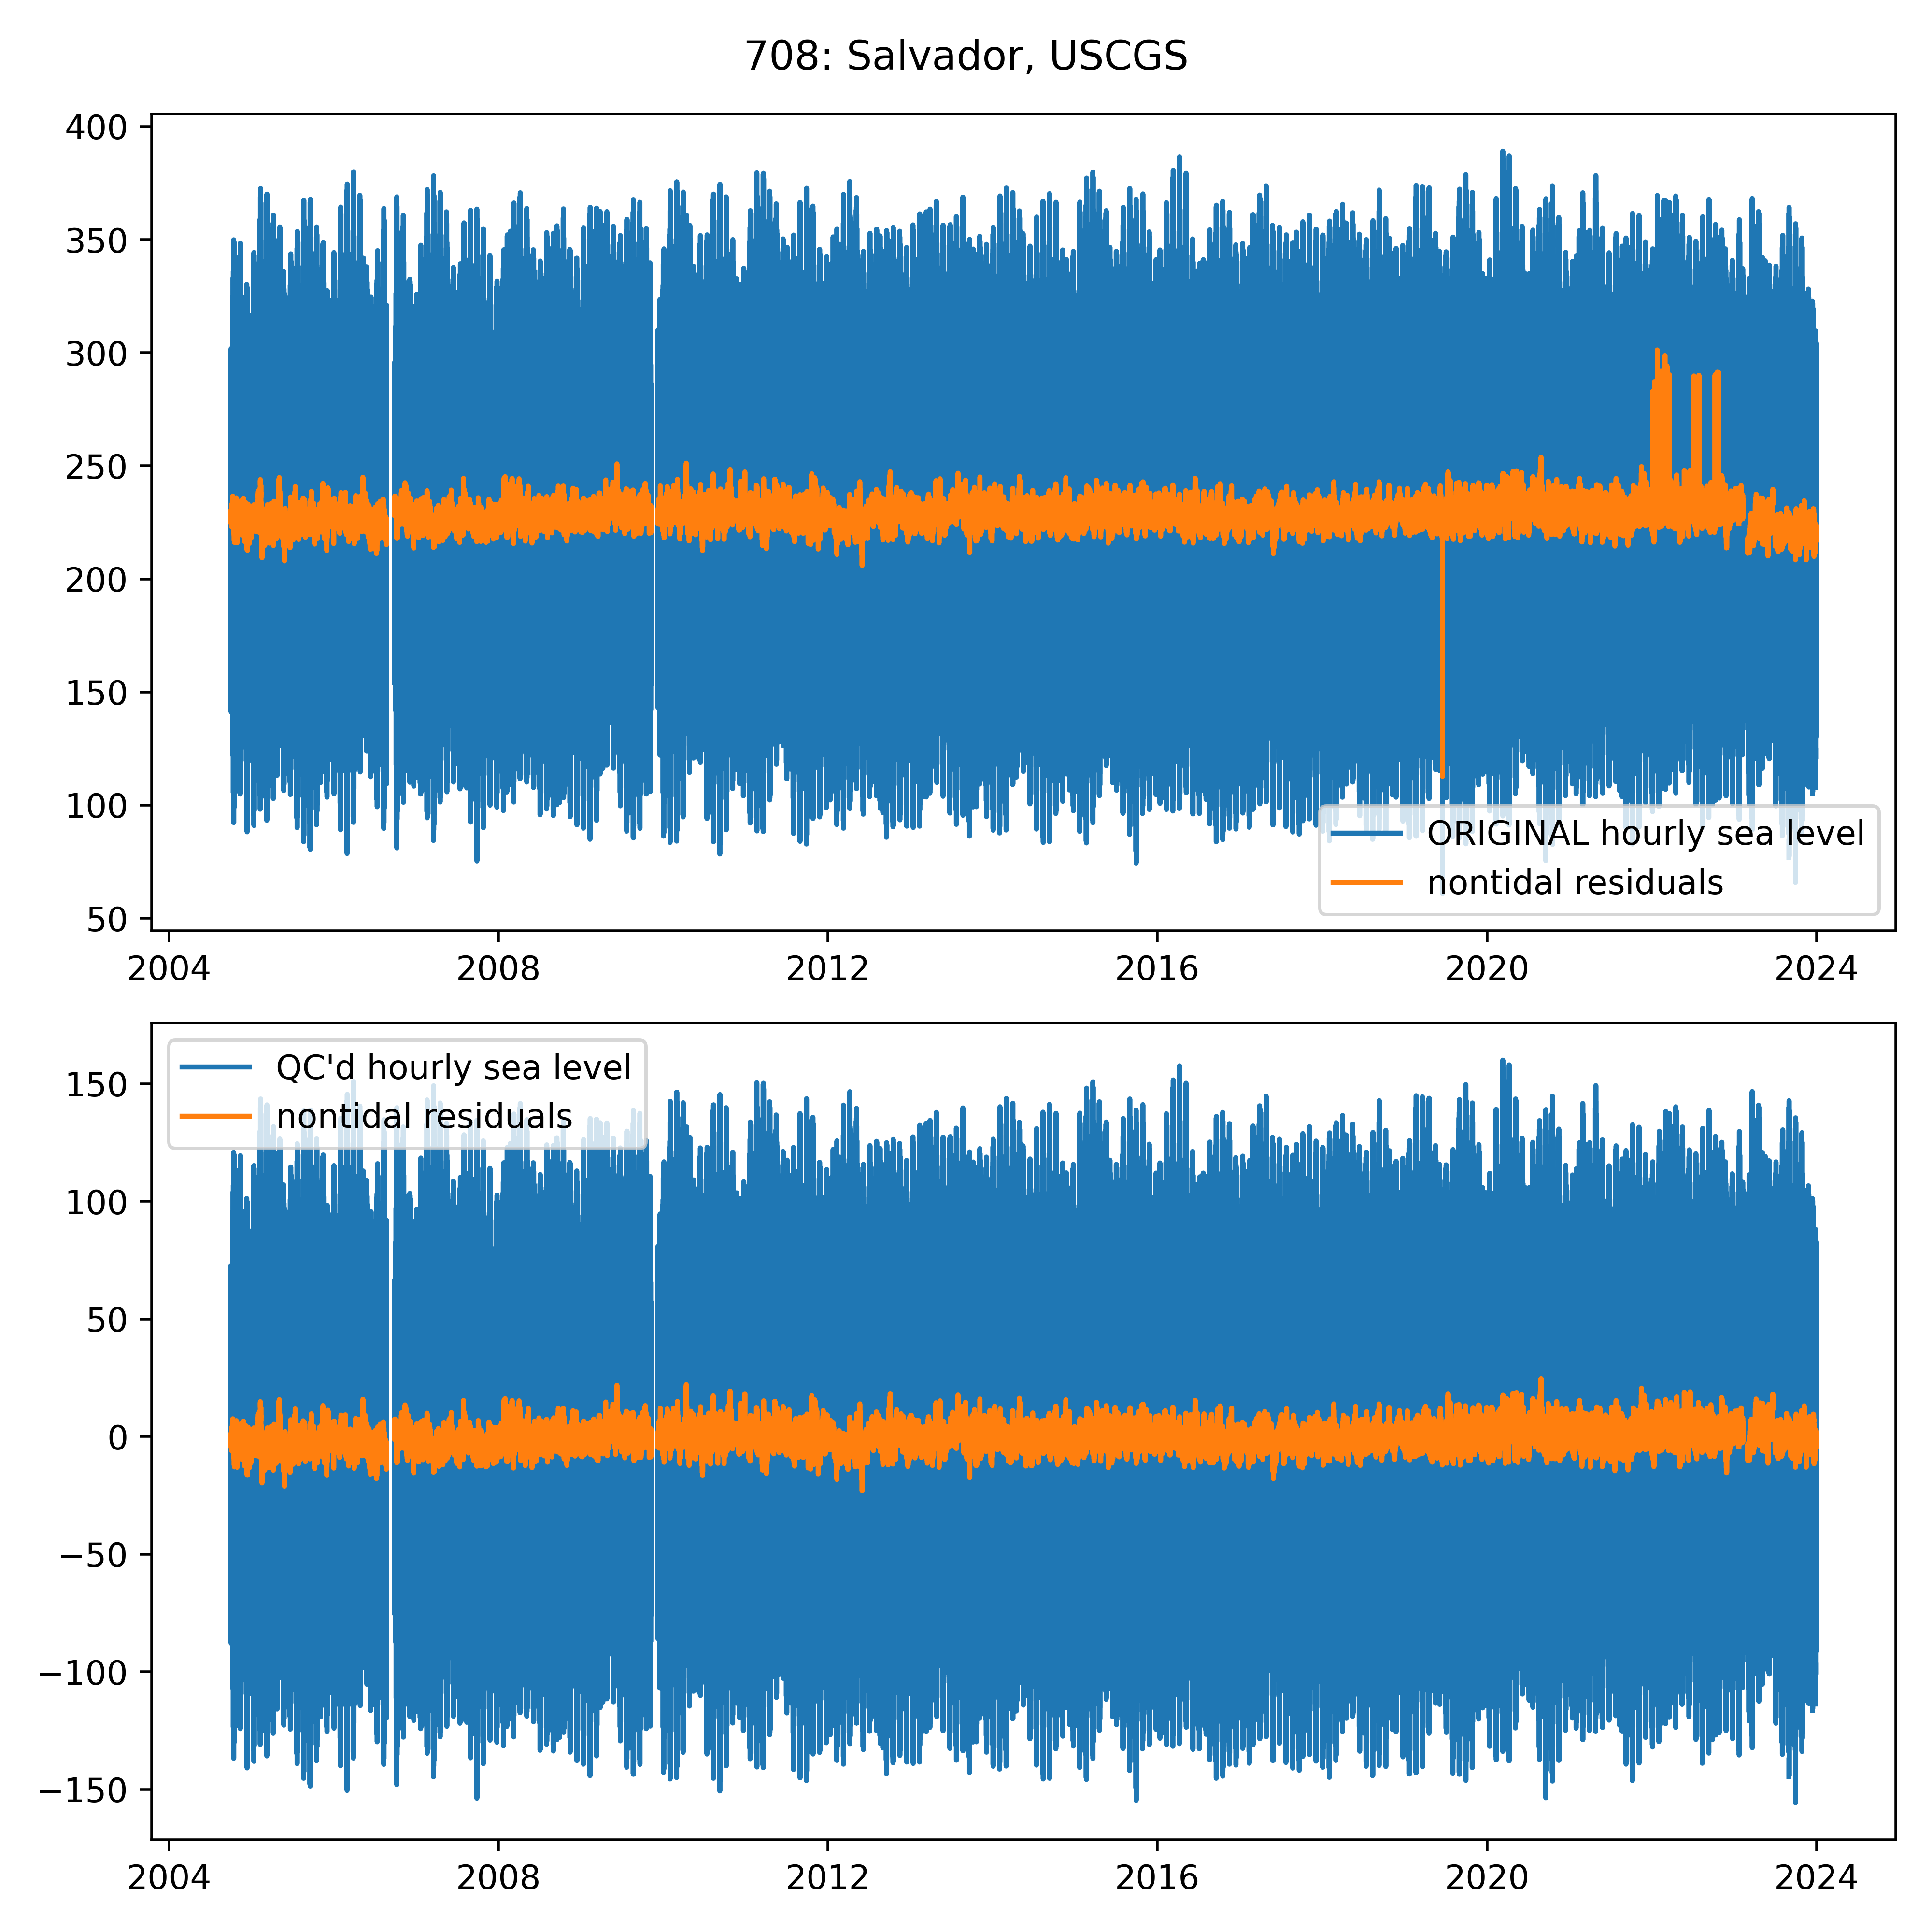 708: Salvador, USCGS
400
350
300
250
200
150
100
50
ORIGINAL hourly sea level
nontidal residuals
2004 2008 2012 2016 2020 2024
QC'd hourly sea level
nontidal residuals
150
100
50
0
−50
−100
−150
2004 2008 2012 2016 2020 2024